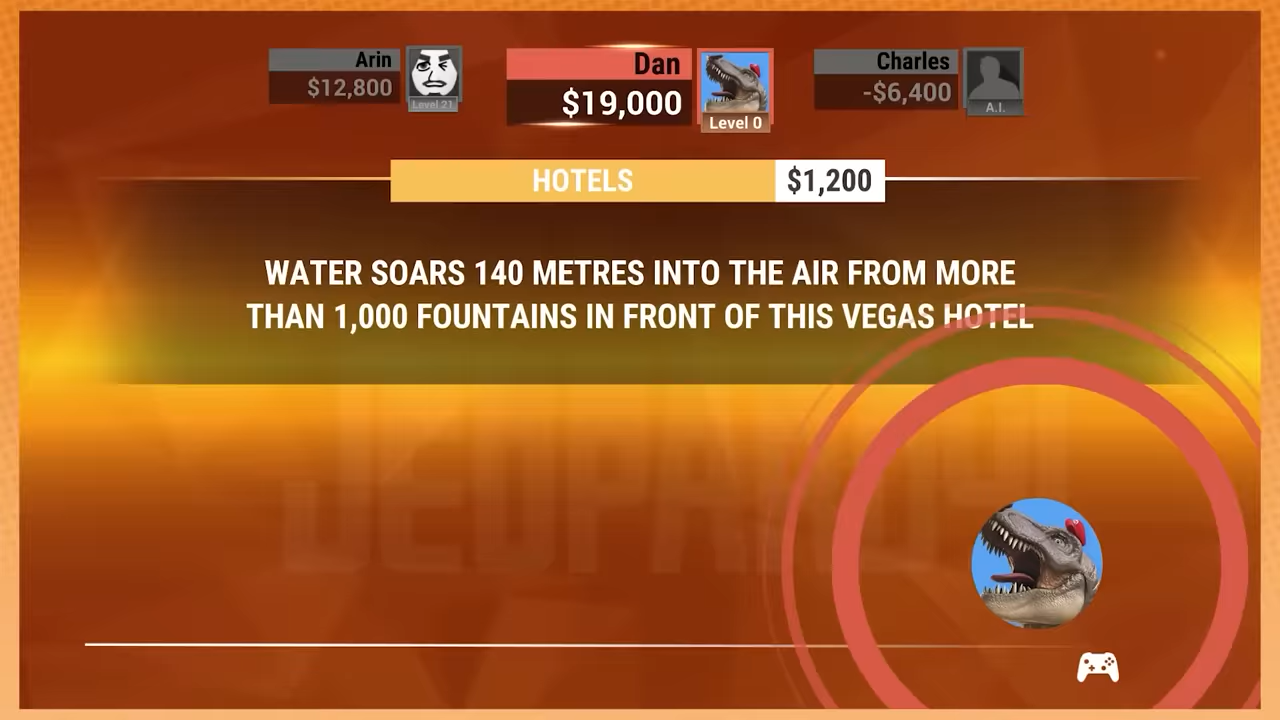 Arin
$12,800
Level 21
Dan
$19,000
Level 0
Charles
-$6,400
A.I.
HOTELS
$1,200
WATER SOARS 140 METRES INTO THE AIR FROM MORE
THAN 1,000 FOUNTAINS IN FRONT OF THIS VEGAS HOTEL
JEOPARDY!